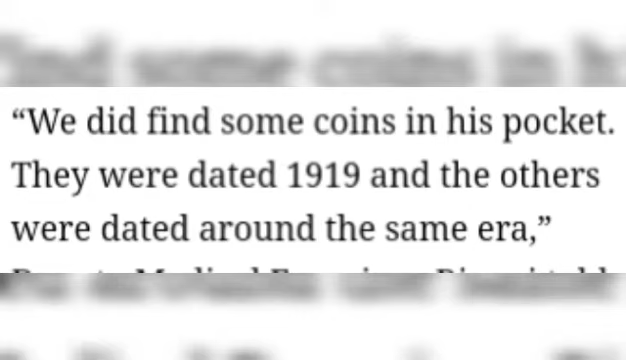 “We did find some coins in his pocket.
They were dated 1919 and the others
were dated around the same era,”